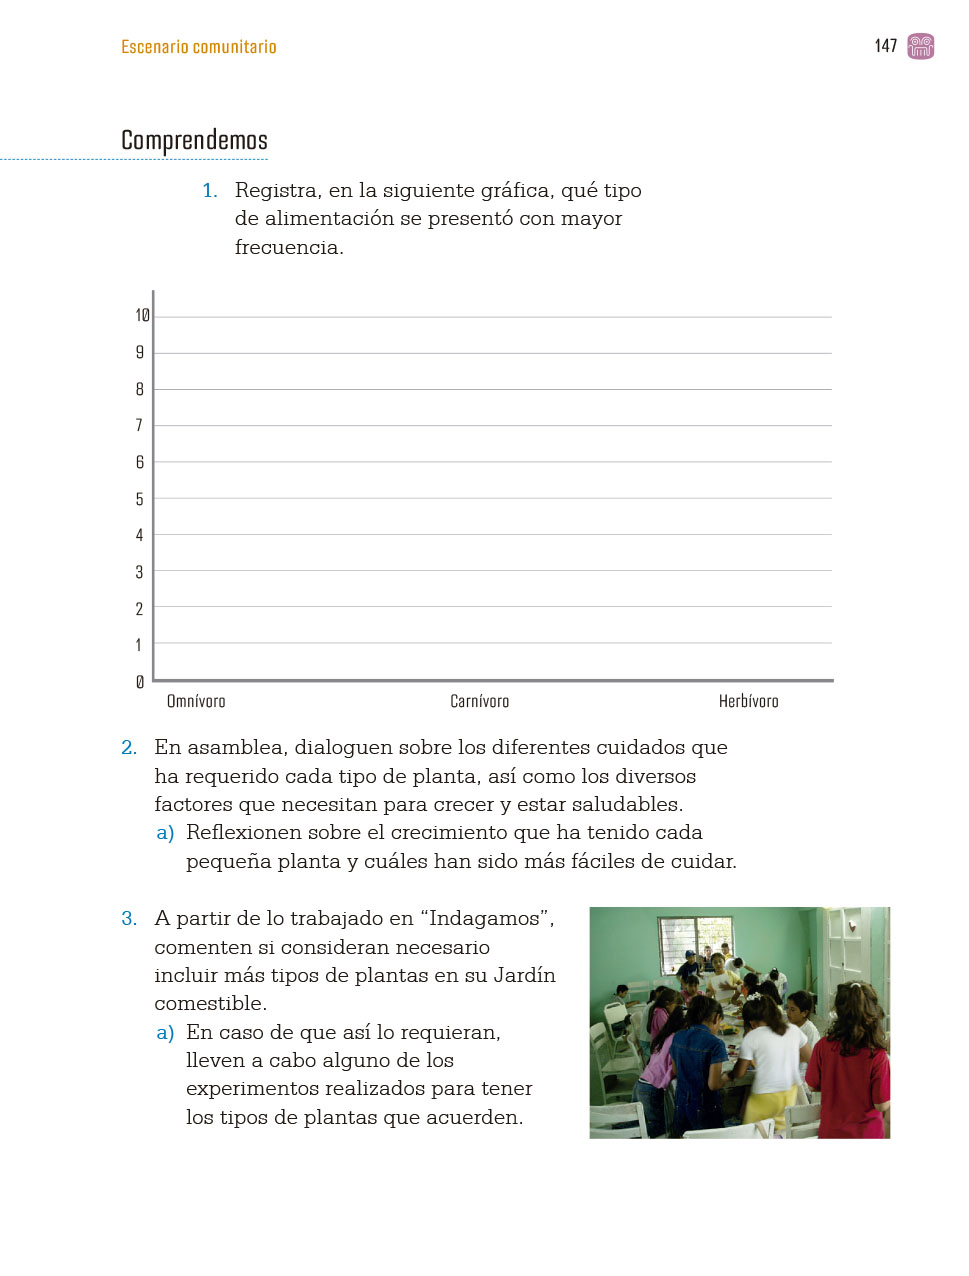 Escenario comunitario
147
Comprendemos
1. Registra, en la siguiente gráfica, qué tipo
de alimentación se presentó con mayor
frecuencia.
10
9
8
7
6
5
4
3
2
1
0
Omnívoro Carnívoro Herbívoro
2. En asamblea, dialoguen sobre los diferentes cuidados que
ha requerido cada tipo de planta, así como los diversos
factores que necesitan para crecer y estar saludables.
a) Reflexionen sobre el crecimiento que ha tenido cada
pequeña planta y cuáles han sido más fáciles de cuidar.
3. A partir de lo trabajado en “Indagamos”,
comenten si consideran necesario
incluir más tipos de plantas en su Jardín
comestible.
a) En caso de que así lo requieran,
lleven a cabo alguno de los
experimentos realizados para tener
los tipos de plantas que acuerden.